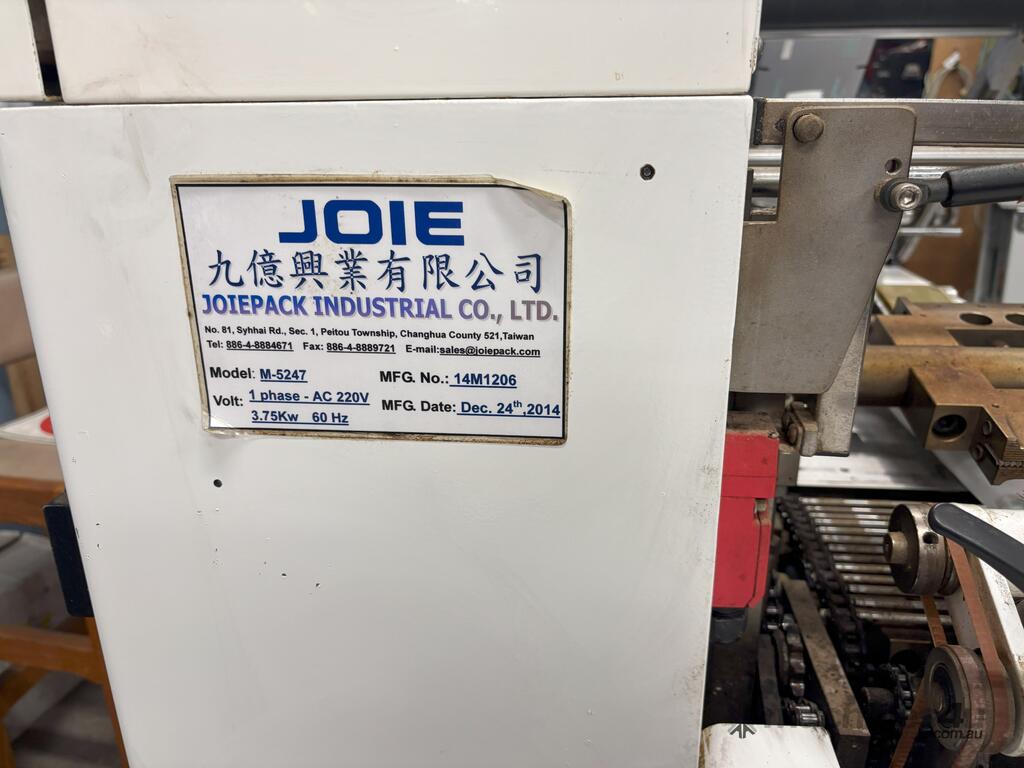 JOIE
九億興業有限公司
JOIEPACK INDUSTRIAL CO., LTD.
No. 81, Syhhai Rd., Sec. 1, Peitou Township, Changhua County 521,Taiwan
Tel: 886-4-8884671 Fax: 886-4-8889721 E-mail:sales@joiepack.com
Model: M-5247 MFG. No.: 14M1206
Volt: 1 phase - AC 220V MFG. Date: Dec. 24th,2014
3.75Kw 60 Hz
.com.au